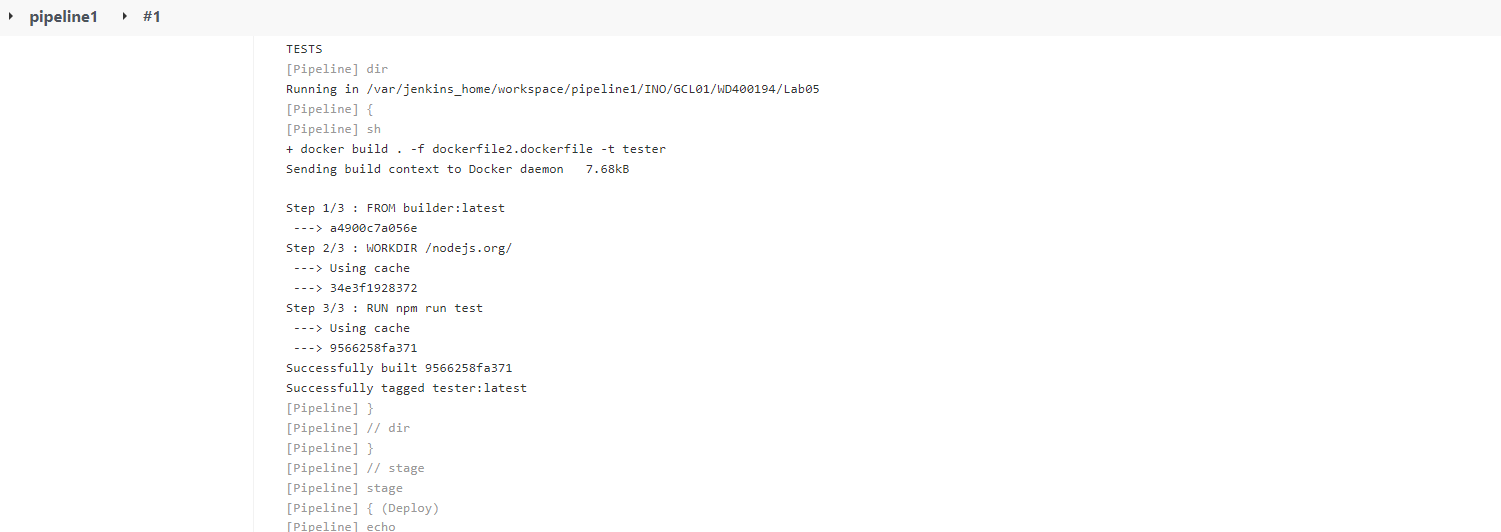 pipeline1 #1
TESTS
[Pipeline] dir
Running in /var/jenkins_home/workspace/pipeline1/INO/GCL01/WD400194/Lab05
[Pipeline] {
[Pipeline] sh
+ docker build . -f dockerfile2.dockerfile -t tester
Sending build context to Docker daemon   7.68kB
Step 1/3 : FROM builder:latest
 ---> a4900c7a056e
Step 2/3 : WORKDIR /nodejs.org/
 ---> Using cache
 ---> 34e3f1928372
Step 3/3 : RUN npm run test
 ---> Using cache
 ---> 9566258fa371
Successfully built 9566258fa371
Successfully tagged tester:latest
[Pipeline] }
[Pipeline] // dir
[Pipeline] }
[Pipeline] // stage
[Pipeline] stage
[Pipeline] { (Deploy)
[Pipeline] echo